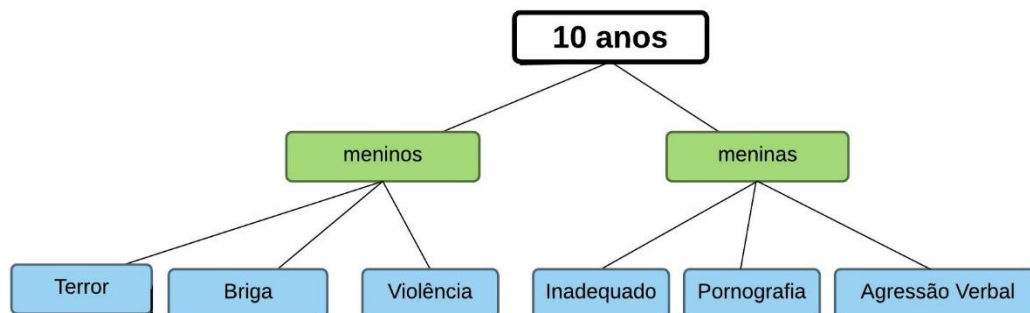 10 anos
meninos
meninas
Terror
Briga
Violência
Inadequado
Pornografia
Agressão Verbal